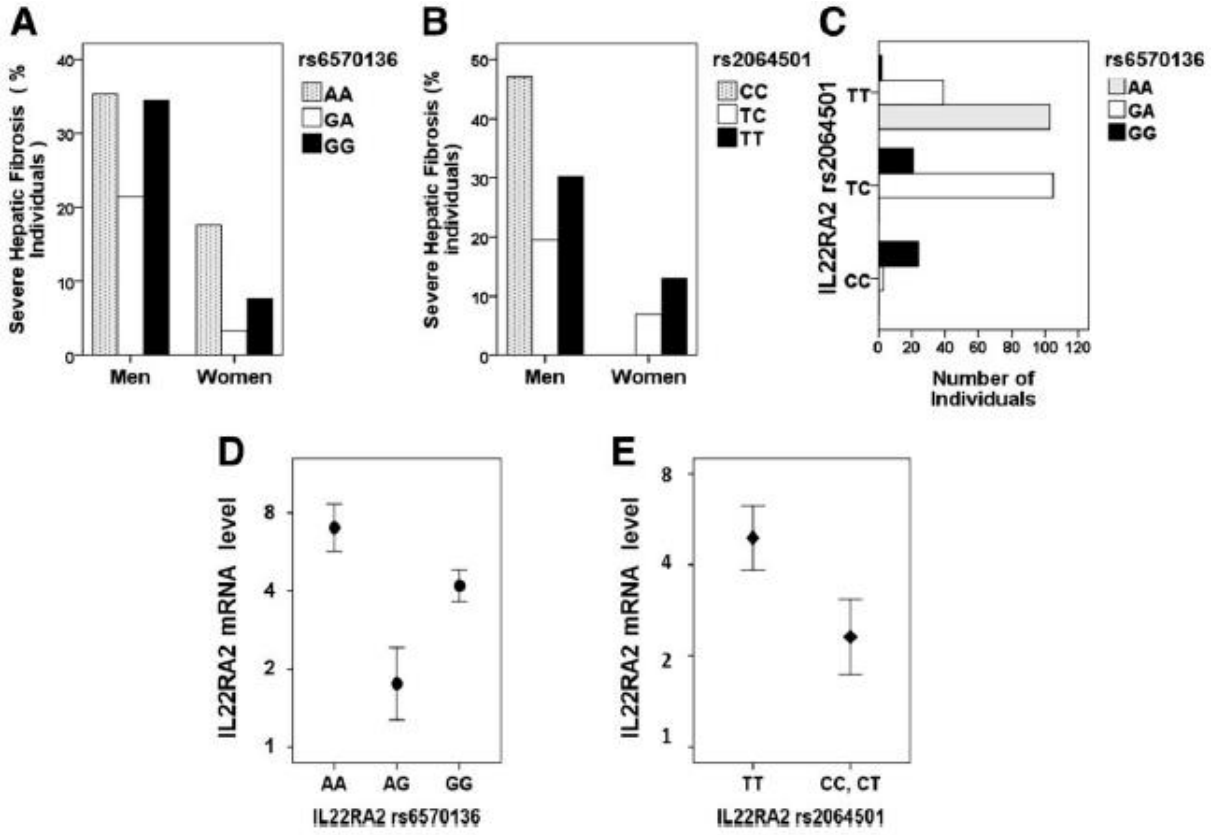 A
Severe Hepatic Fibrosis ( %
Individuals )
40
30
20
10
0
Men
Women
rs6570136
AA
GA
GG
B
Severe Hepatic Fibrosis (%
individuals)
50
40
30
20
10
0
Men
Women
rs2064501
CC
TC
TT
C
IL22RA2 rs2064501
TT
TC
CC
0 20 40 60 80 100 120
Number of
Individuals
rs6570136
AA
GA
GG
D
IL22RA2 mRNA level
8
4
2
1
AA AG GG
IL22RA2 rs6570136
E
IL22RA2 mRNA level
8
4
2
1
TT CC, CT
IL22RA2 rs2064501